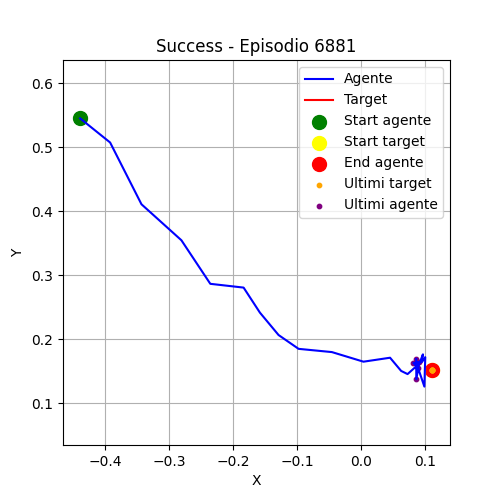 Success - Episodio 6881
Agente
Target
Start agente
Start target
End agente
Ultimi target
Ultimi agente
0.6
0.5
0.4
0.3
0.2
0.1
Y
−0.4 −0.3 −0.2 −0.1 0.0 0.1
X